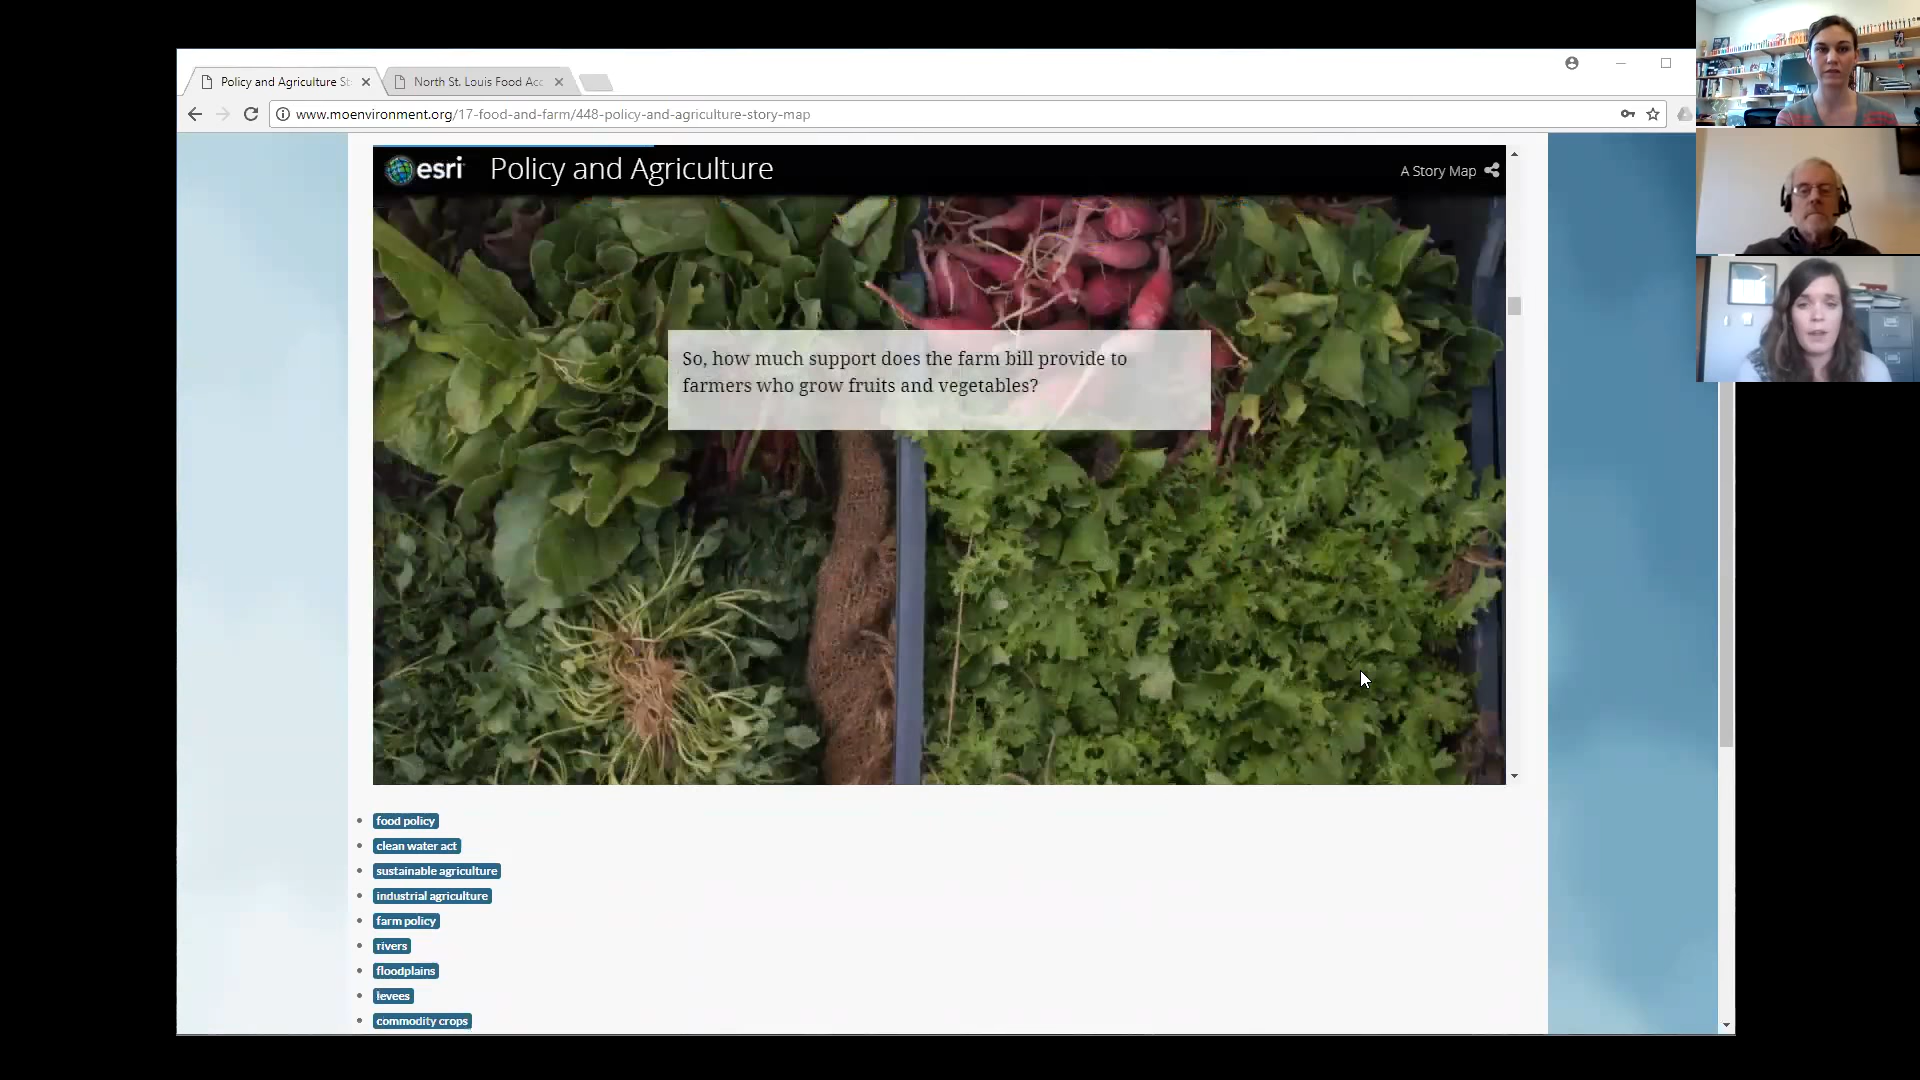 Policy and Agriculture St
North St. Louis Food Acc
www.moenvironment.org/17-food-and-farm/448-policy-and-agriculture-story-map
esri
Policy and Agriculture
A Story Map
So, how much support does the farm bill provide to
farmers who grow fruits and vegetables?
food policy
clean water act
sustainable agriculture
industrial agriculture
farm policy
rivers
floodplains
levees
commodity crops